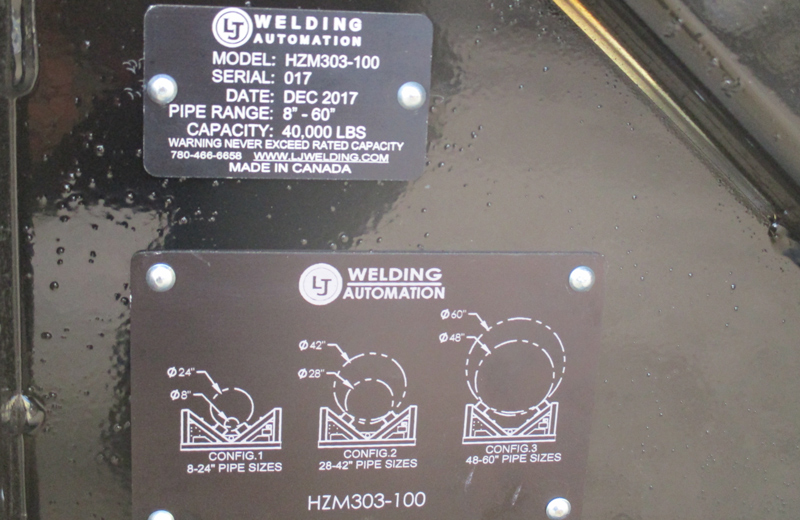 LJ WELDING
AUTOMATION
MODEL: HZM303-100
SERIAL: 017
DATE: DEC 2017
PIPE RANGE: 8" - 60"
CAPACITY: 40,000 LBS
WARNING NEVER EXCEED RATED CAPACITY
780-466-6658 WWW.LJWELDING.COM
MADE IN CANADA
LJ WELDING
AUTOMATION
Ø24"
Ø8"
CONFIG.1
8-24" PIPE SIZES
Ø42"
Ø28"
CONFIG.2
28-42" PIPE SIZES
Ø60"
Ø48"
CONFIG.3
48-60" PIPE SIZES
HZM303-100